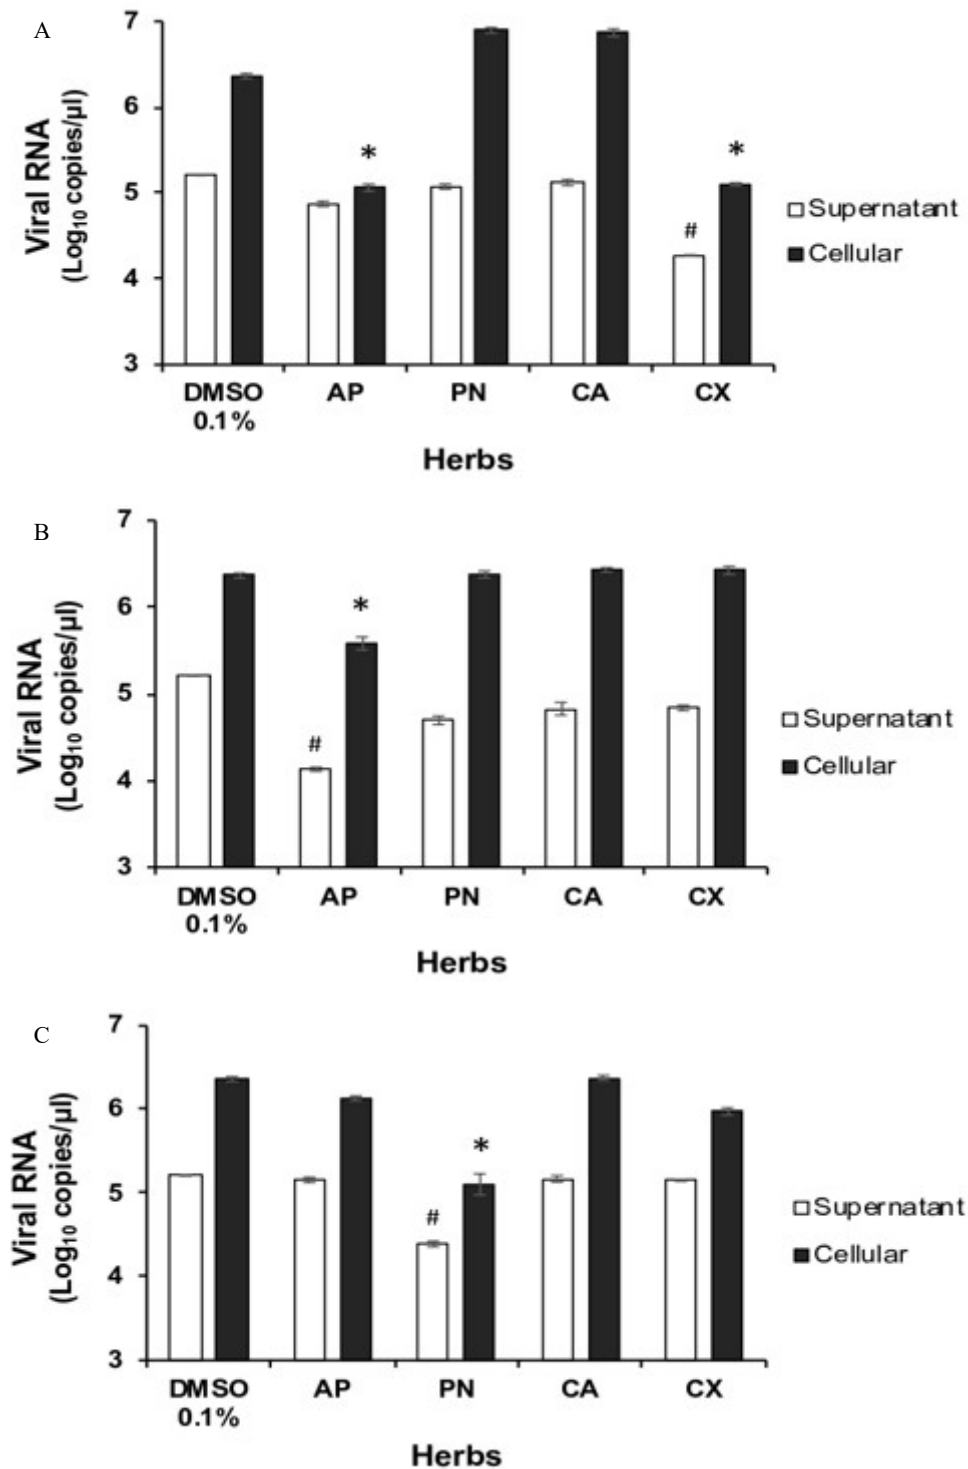 A
7
6
5
4
3
Viral RNA
(Log₁₀ copies/µl)
*
*
#
Supernatant
Cellular
DMSO AP PN CA CX
0.1%
Herbs
B
7
6
5
4
3
Viral RNA
(Log₁₀ copies/µl)
*
#
Supernatant
Cellular
DMSO AP PN CA CX
0.1%
Herbs
C
7
6
5
4
3
Viral RNA
(Log₁₀ copies/µl)
*
#
Supernatant
Cellular
DMSO AP PN CA CX
0.1%
Herbs